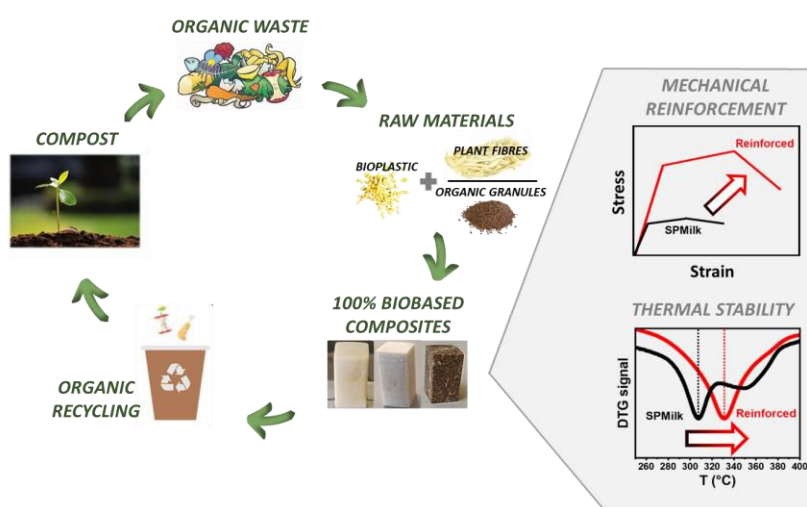 ORGANIC WASTE
COMPOST
RAW MATERIALS
BIOPLASTIC
PLANT FIBRES
ORGANIC GRANULES
100% BIOBASED
COMPOSITES
ORGANIC
RECYCLING
MECHANICAL
REINFORCEMENT
Stress
Reinforced
SPMilk
Strain
THERMAL STABILITY
DTG signal
SPMilk
Reinforced
260 280 300 320 340 360 380 400
T (°C)